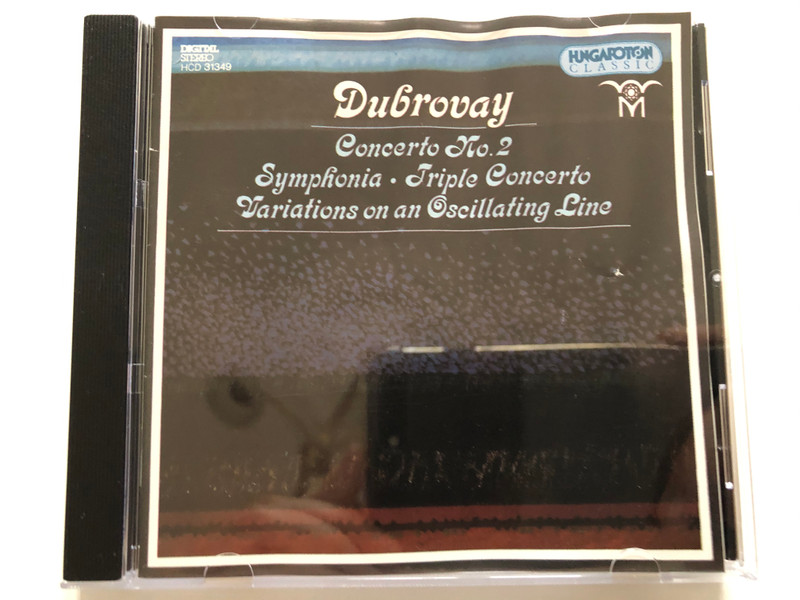 DIGITAL
STEREO
HCD 31349
HUNGAROTON
CLASSIC
Dubrovay
Concerto No. 2
Symphonia • Triple Concerto
Variations on an Oscillating Line